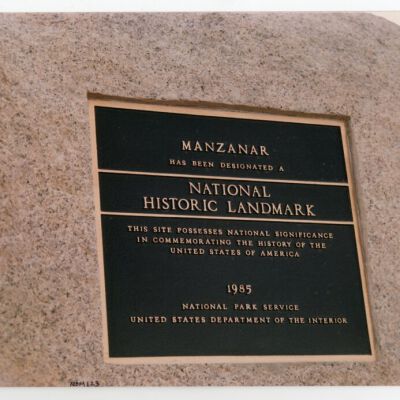 MANZANAR
HAS BEEN DESIGNATED A
NATIONAL
HISTORIC LANDMARK
THIS SITE POSSESSES NATIONAL SIGNIFICANCE
IN COMMEMORATING THE HISTORY OF THE
UNITED STATES OF AMERICA
1985
NATIONAL PARK SERVICE
UNITED STATES DEPARTMENT OF THE INTERIOR